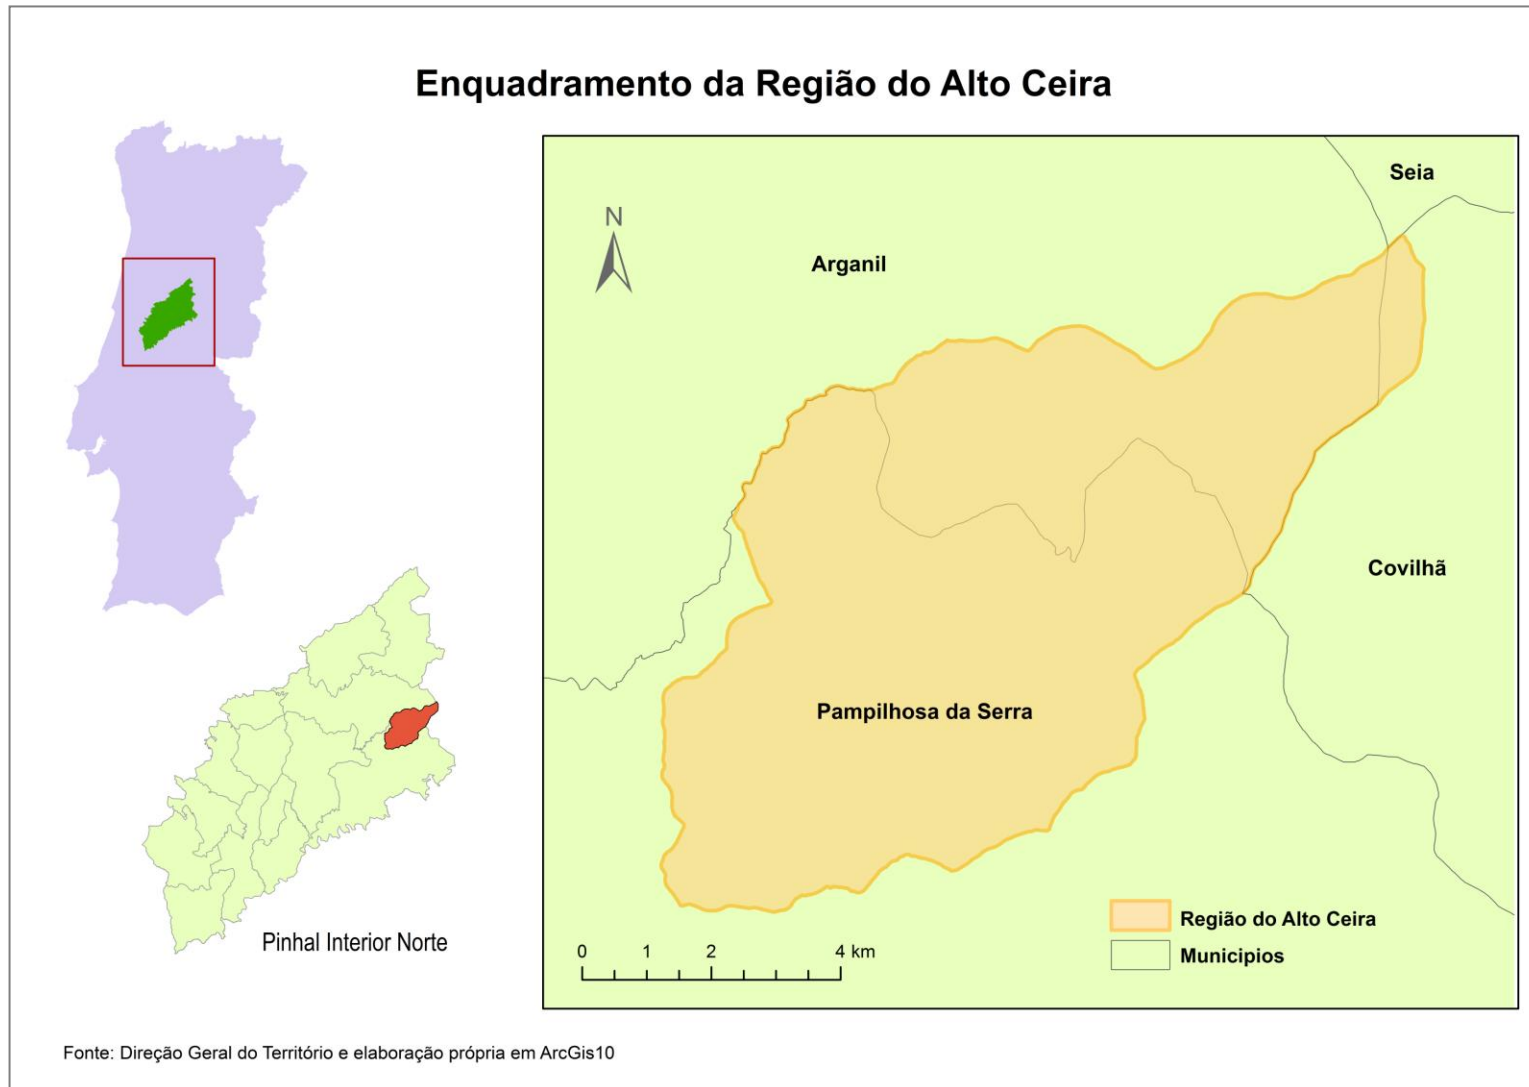 Enquadramento da Região do Alto Ceira
Seia
N
Arganil
Covilhã
Pampilhosa da Serra
Pinhal Interior Norte
0 1 2 4 km
Região do Alto Ceira
Municipios
Fonte: Direção Geral do Território e elaboração própria em ArcGis10